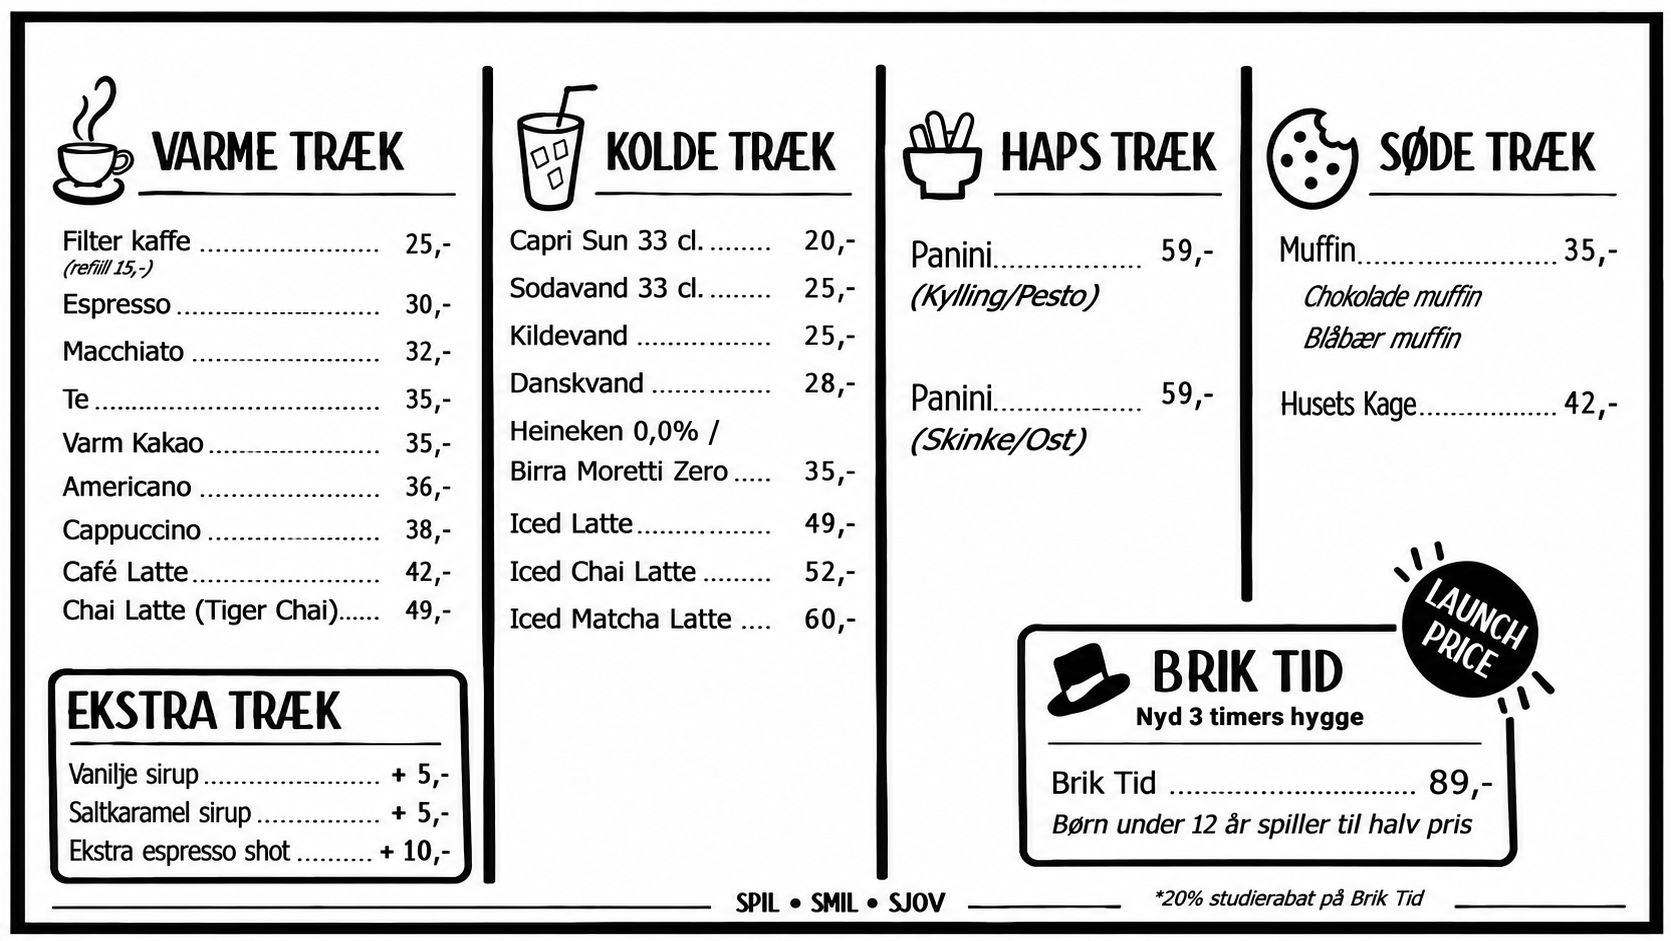 VARME TRÆK
Filter kaffe ........................ 25,-
(refiill 15,-)
Espresso ........................ 30,-
Macchiato ........................ 32,-
Te ........................ 35,-
Varm Kakao ........................ 35,-
Americano ........................ 36,-
Cappuccino ........................ 38,-
Café Latte ........................ 42,-
Chai Latte (Tiger Chai)...... 49,-
EKSTRA TRÆK
Vanilje sirup ........................ + 5,-
Saltkaramel sirup ................ + 5,-
Ekstra espresso shot .......... + 10,-
KOLDE TRÆK
Capri Sun 33 cl. ........ 20,-
Sodavand 33 cl. ........ 25,-
Kildevand ................. 25,-
Danskvand ............... 28,-
Heineken 0,0% /
Birra Moretti Zero ..... 35,-
Iced Latte ................. 49,-
Iced Chai Latte ......... 52,-
Iced Matcha Latte .... 60,-
HAPS TRÆK
Panini.................... 59,-
(Kylling/Pesto)
Panini.................... 59,-
(Skinke/Ost)
SØDE TRÆK
Muffin........................... 35,-
Chokolade muffin
Blåbær muffin
Husets Kage.................. 42,-
LAUNCH
PRICE
BRIK TID
Nyd 3 timers hygge
Brik Tid ................................ 89,-
Børn under 12 år spiller til halv pris
SPIL • SMIL • SJOV
*20% studierabat på Brik Tid